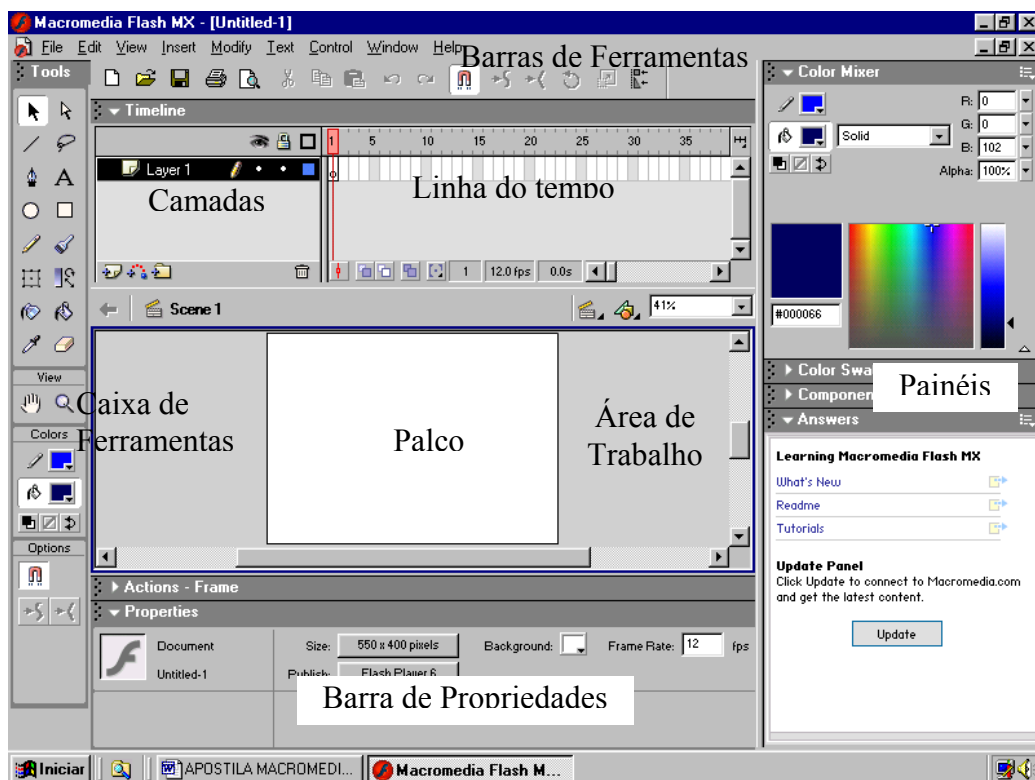 Macromedia Flash MX - [Untitled-1]
File Edit View Insert Modify Text Control Window Help
Barras de Ferramentas
Tools
Timeline
1 5 10 15 20 25 30 35
Layer 1
Camadas
Linha do tempo
1 12.0 fps 0.0s
Scene 1
41%
View
Caixa de
Ferramentas
Colors
Options
Palco
Área de
Trabalho
Actions - Frame
Properties
Document
Untitled-1
Size: 550 x 400 pixels Background: Frame Rate: 12 fps
Publish: Flash Player 6
Barra de Propriedades
Color Mixer
R: 0
Solid G: 0
B: 102
Alpha: 100%
#000066
Color Swa
Componen
Painéis
Answers
Learning Macromedia Flash MX
What's New
Readme
Tutorials
Update Panel
Click Update to connect to Macromedia.com
and get the latest content.
Update
Iniciar
APOSTILA MACROMEDI...
Macromedia Flash M...